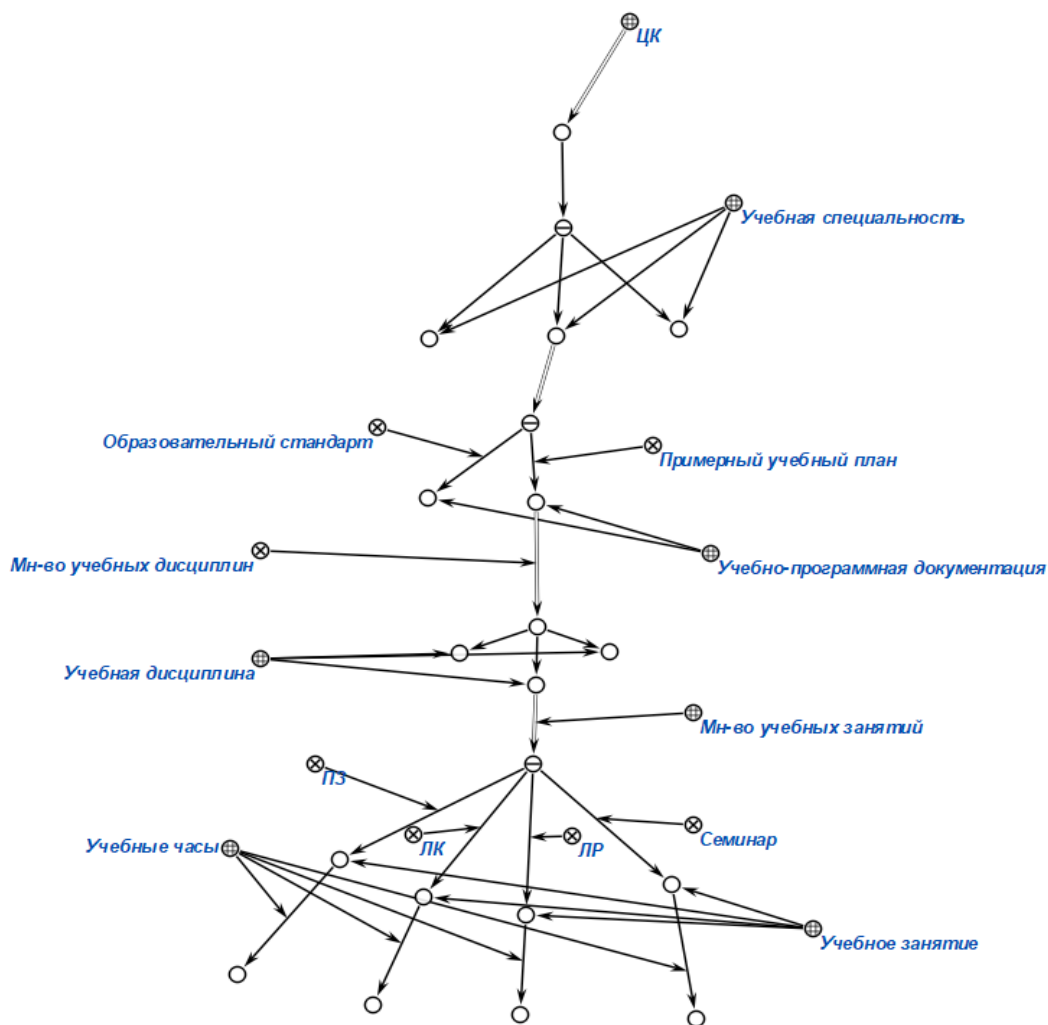 ЦК
Учебная специальность
Образовательный стандарт
Примерный учебный план
Мн-во учебных дисциплин
Учебно-программная документация
Учебная дисциплина
Мн-во учебных занятий
ПЗ
ЛК
ЛР
Семинар
Учебные часы
Учебное занятие